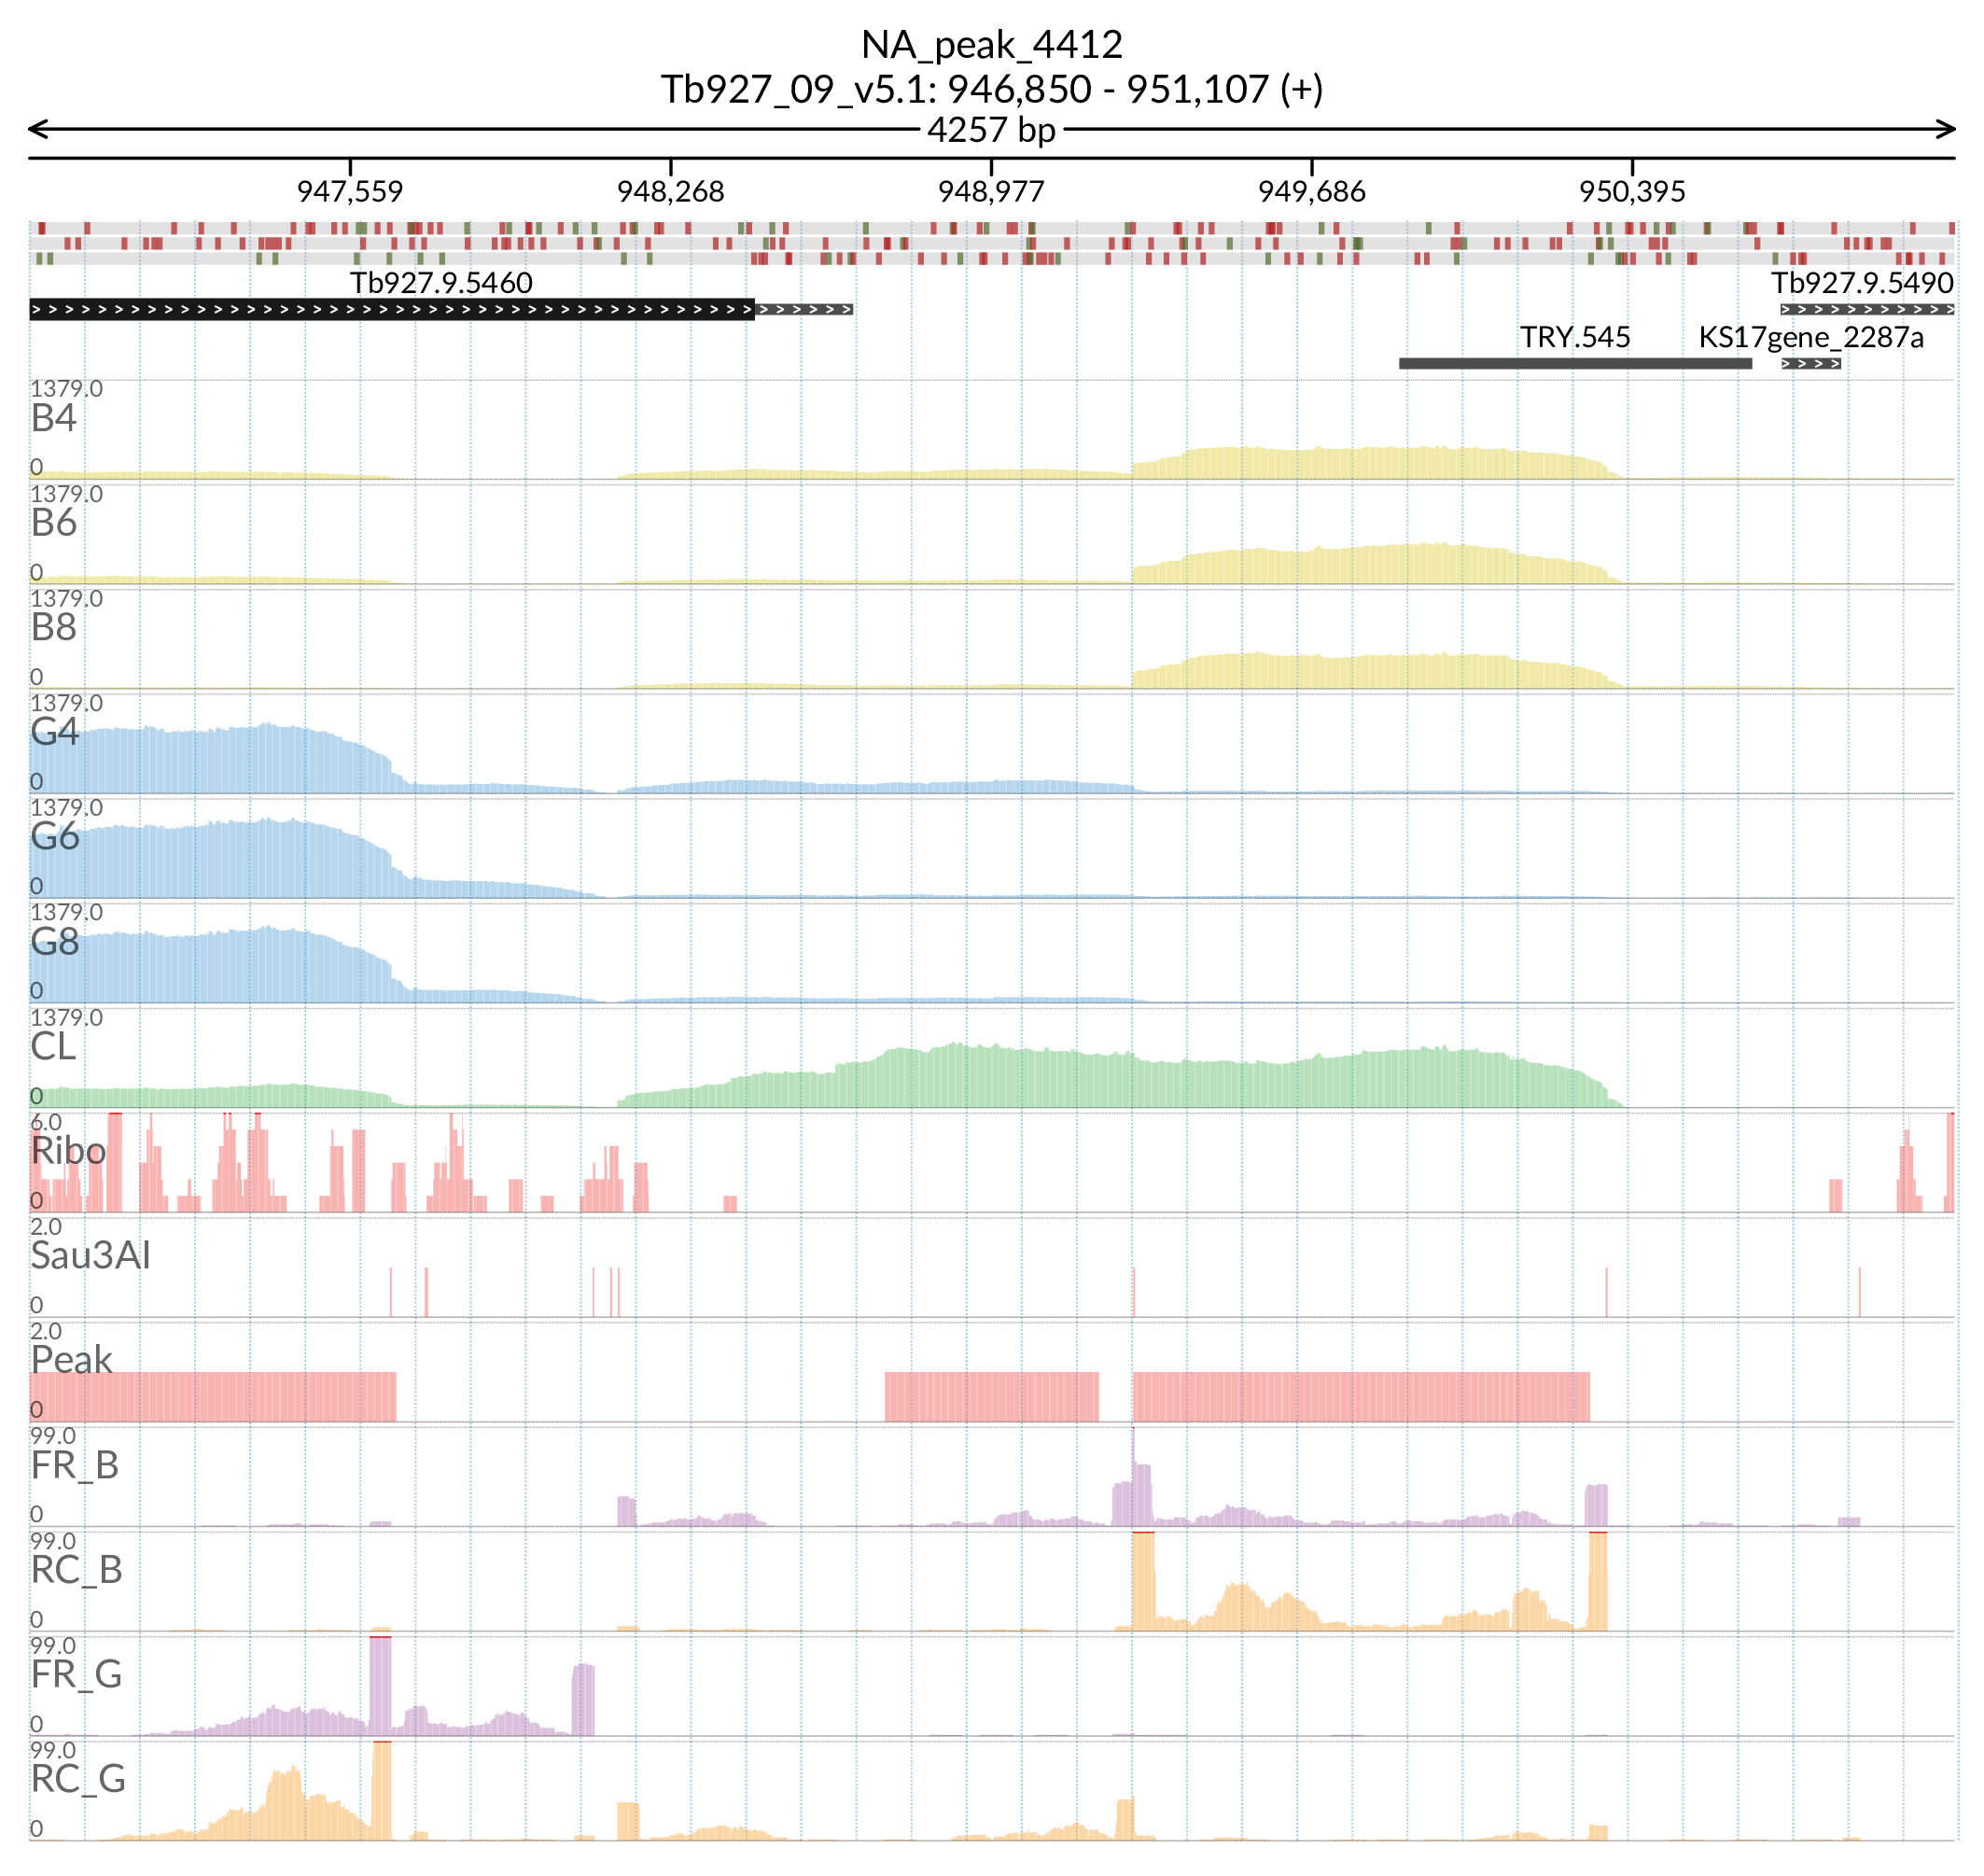 NA_peak_4412
Tb927_09_v5.1: 946,850 - 951,107 (+)
4257 bp
947,559 948,268 948,977 949,686 950,395
Tb927.9.5460 Tb927.9.5490
TRY.545 KS17gene_2287a
1379.0
B4
0
1379.0
B6
0
1379.0
B8
0
1379.0
G4
0
1379.0
G6
0
1379.0
G8
0
1379.0
CL
0
6.0
Ribo
0
2.0
Sau3AI
0
2.0
Peak
0
99.0
FR_B
0
99.0
RC_B
0
99.0
FR_G
0
99.0
RC_G
0